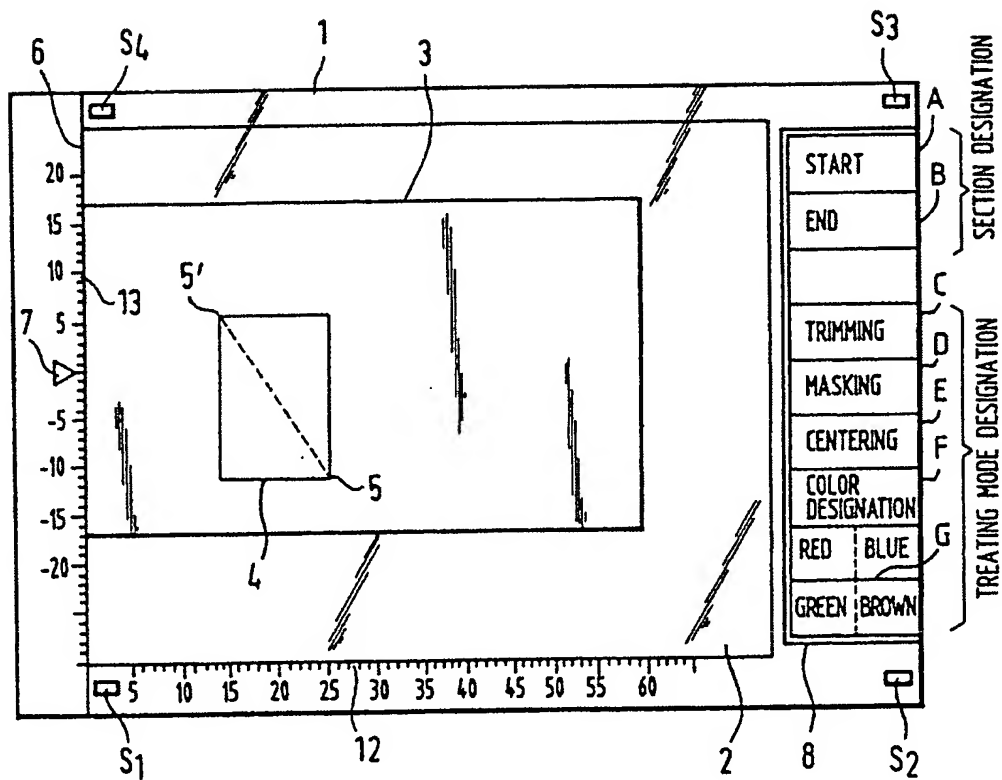 6 S4 1 3 S3
A
START
B
SECTION DESIGNATION
END
C
20
15
10
5
-5
-10
-15
-20
13
7
5'
5
4
TRIMMING
D
MASKING
E
CENTERING
F
COLOR
DESIGNATION
G
RED BLUE
GREEN BROWN
TREATING MODE DESIGNATION
5 10 15 20 25 30 35 40 45 50 55 60
S1 12 2 8 S2